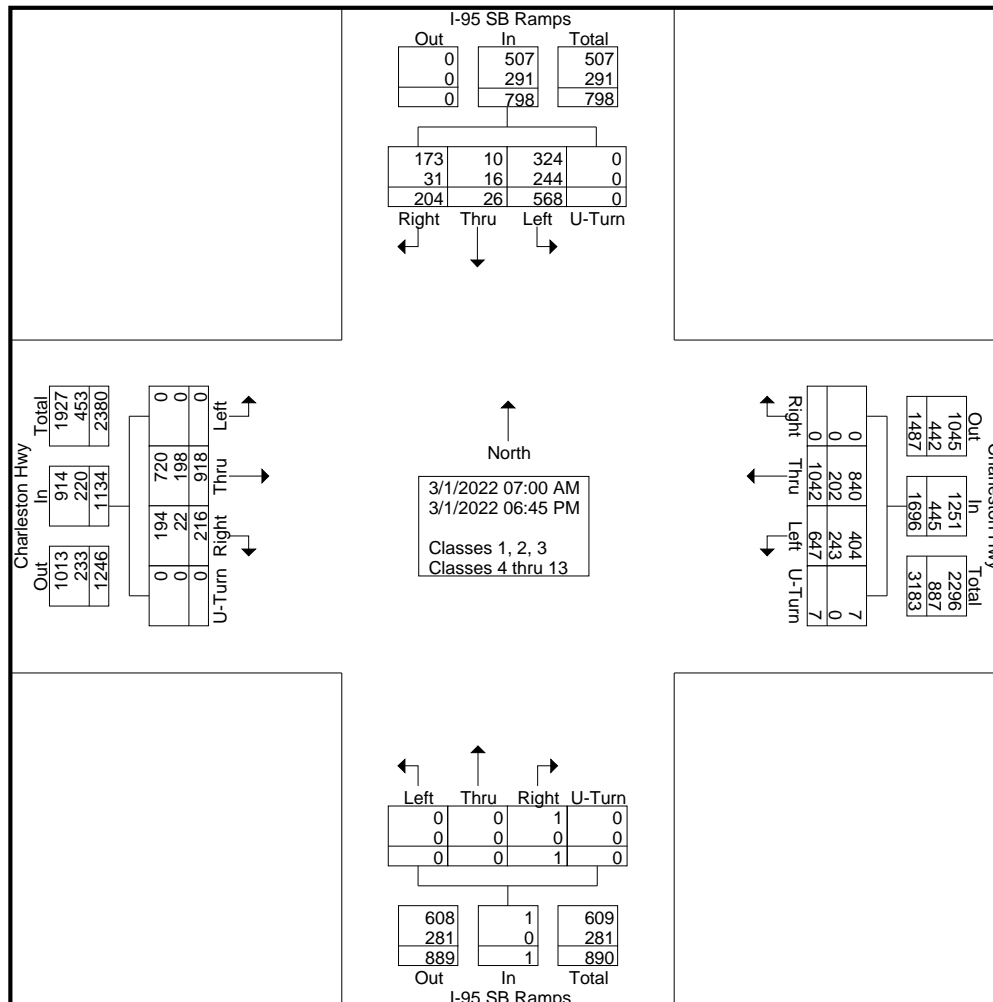 I-95 SB Ramps
Out In Total
0 507 507
0 291 291
0 798 798
173 10 324 0
31 16 244 0
204 26 568 0
Right Thru Left U-Turn
Charleston Hwy
Total In Out
1927 914 1013
453 220 233
2380 1134 1246
0 720 194 0
0 198 22 0
0 918 216 0
Left Thru Right U-Turn
North
3/1/2022 07:00 AM
3/1/2022 06:45 PM
Classes 1, 2, 3
Classes 4 thru 13
Right Thru Left U-Turn
0 840 404 7
0 202 243 0
0 1042 647 7
Out In Total
1045 1251 2296
442 445 887
1487 1696 3183
Charleston Hwy
Left Thru Right U-Turn
0 0 1 0
0 0 0 0
0 0 1 0
608 1 609
281 0 281
889 1 890
Out In Total
I-95 SB Ramps